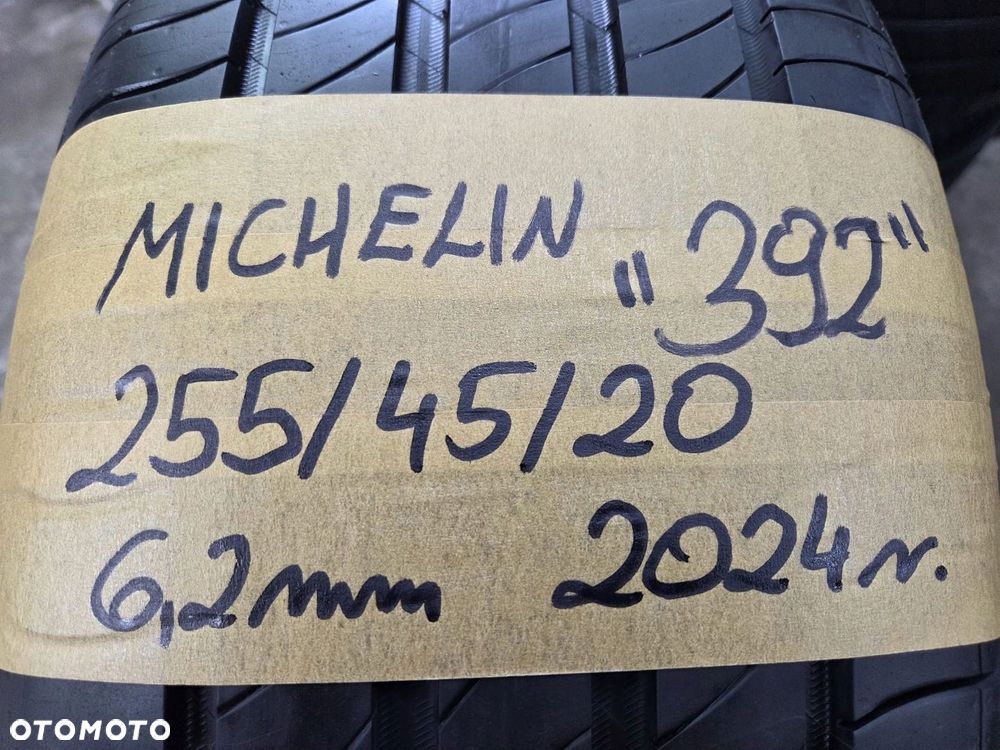 MICHELIN "392"
255/45/20
6,2mm 2024r.
OTOMOTO